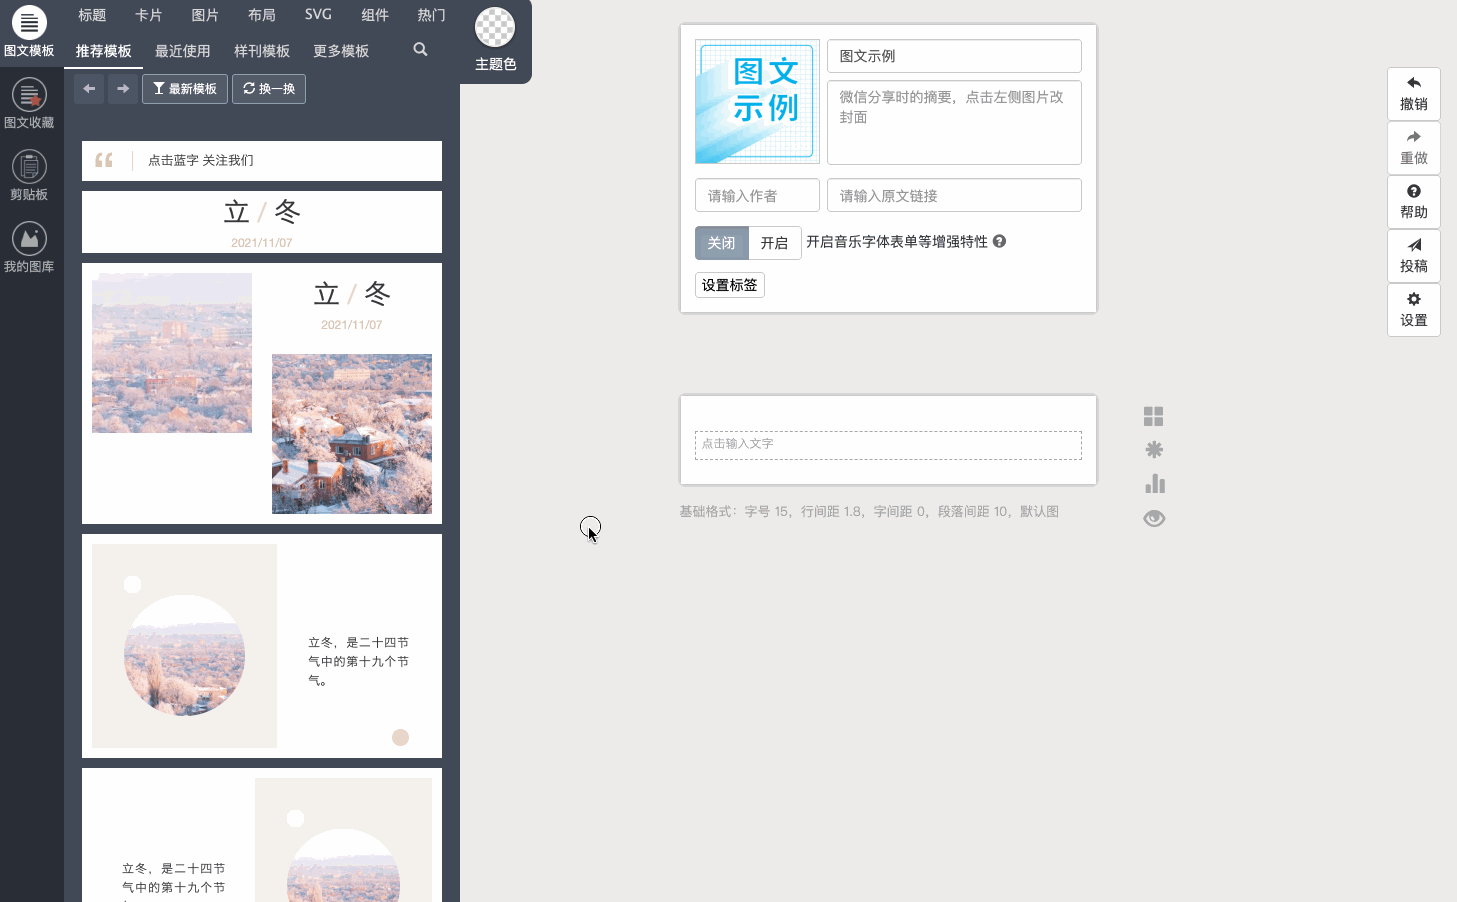 标题 卡片 图片 布局 SVG 组件 热门
图文模板
推荐模板 最近使用 样刊模板 更多模板
主题色
最新模板 换一换
图文收藏
剪贴板
我的图库
点击蓝字 关注我们
立 / 冬
2021/11/07
立 / 冬
2021/11/07
立冬，是二十四节
气中的第十九个节
气。
立冬，是二十四节
气中的第十九个节
图文
示例
图文示例
微信分享时的摘要，点击左侧图片改
封面
请输入作者 请输入原文链接
关闭 开启 开启音乐字体表单等增强特性
设置标签
点击输入文字
基础格式：字号 15，行间距 1.8，字间距 0，段落间距 10，默认图
撤销
重做
帮助
投稿
设置